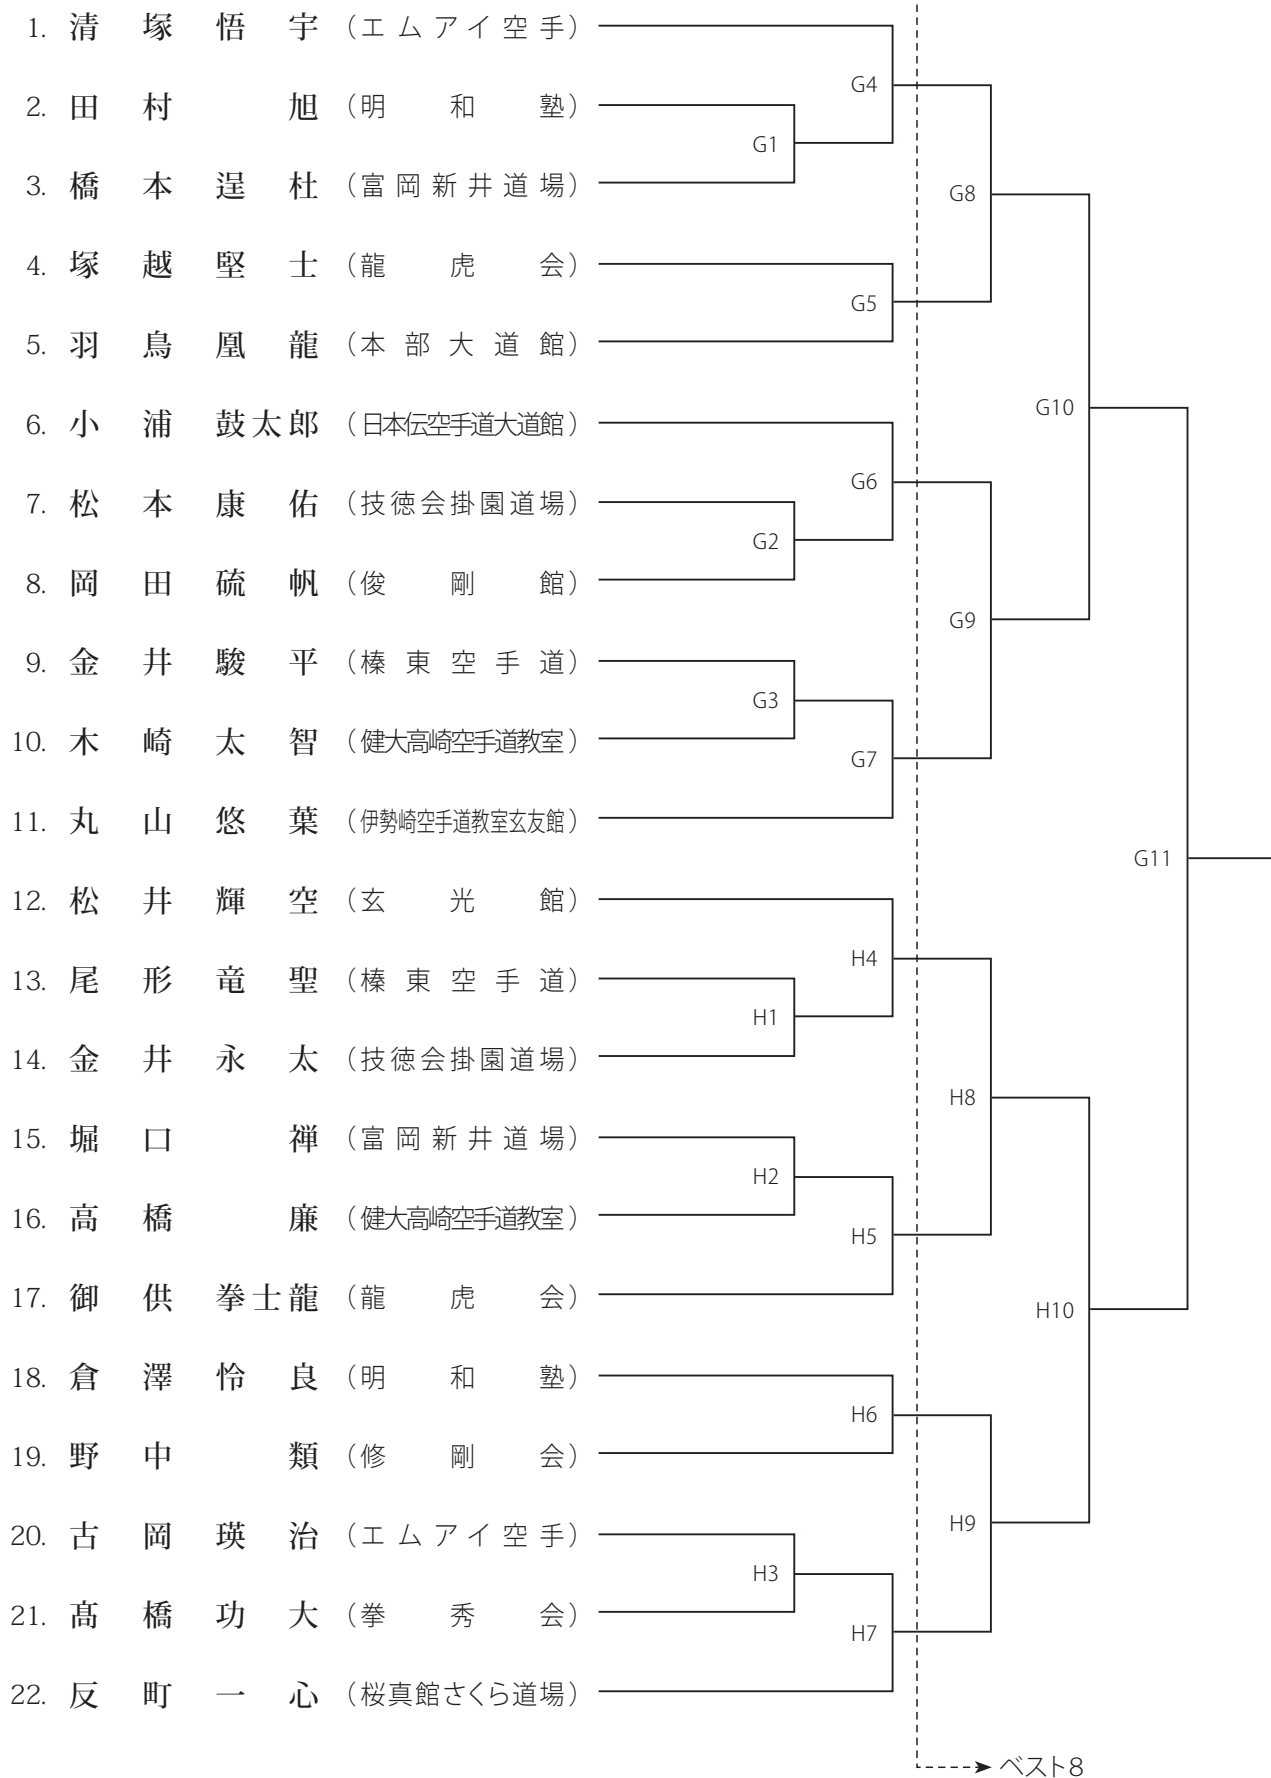 1. 清塚悟宇 （エムアイ空手）
G4
2. 田村旭 （明和塾）
G1
3. 橋本逞杜 （富岡新井道場）
G8
4. 塚越堅士 （龍虎会）
G5
5. 羽鳥凰龍 （本部大道館）
G10
6. 小浦鼓太郎 （日本伝空手道大道館）
G6
7. 松本康佑 （技徳会掛園道場）
G2
8. 岡田硫帆 （俊剛館）
G9
9. 金井駿平 （榛東空手道）
G3
10. 木崎太智 （健大高崎空手道教室）
G7
11. 丸山悠葉 （伊勢崎空手道教室玄友館）
G11
12. 松井輝空 （玄光館）
H4
13. 尾形竜聖 （榛東空手道）
H1
14. 金井永太 （技徳会掛園道場）
H8
15. 堀口禅 （富岡新井道場）
H2
16. 高橋廉 （健大高崎空手道教室）
H5
17. 御供拳士龍 （龍虎会）
H10
18. 倉澤怜良 （明和塾）
H6
19. 野中類 （修剛会）
H9
20. 古岡瑛治 （エムアイ空手）
H3
21. 髙橋功大 （拳秀会）
H7
22. 反町一心 （桜真館さくら道場）
ベスト8